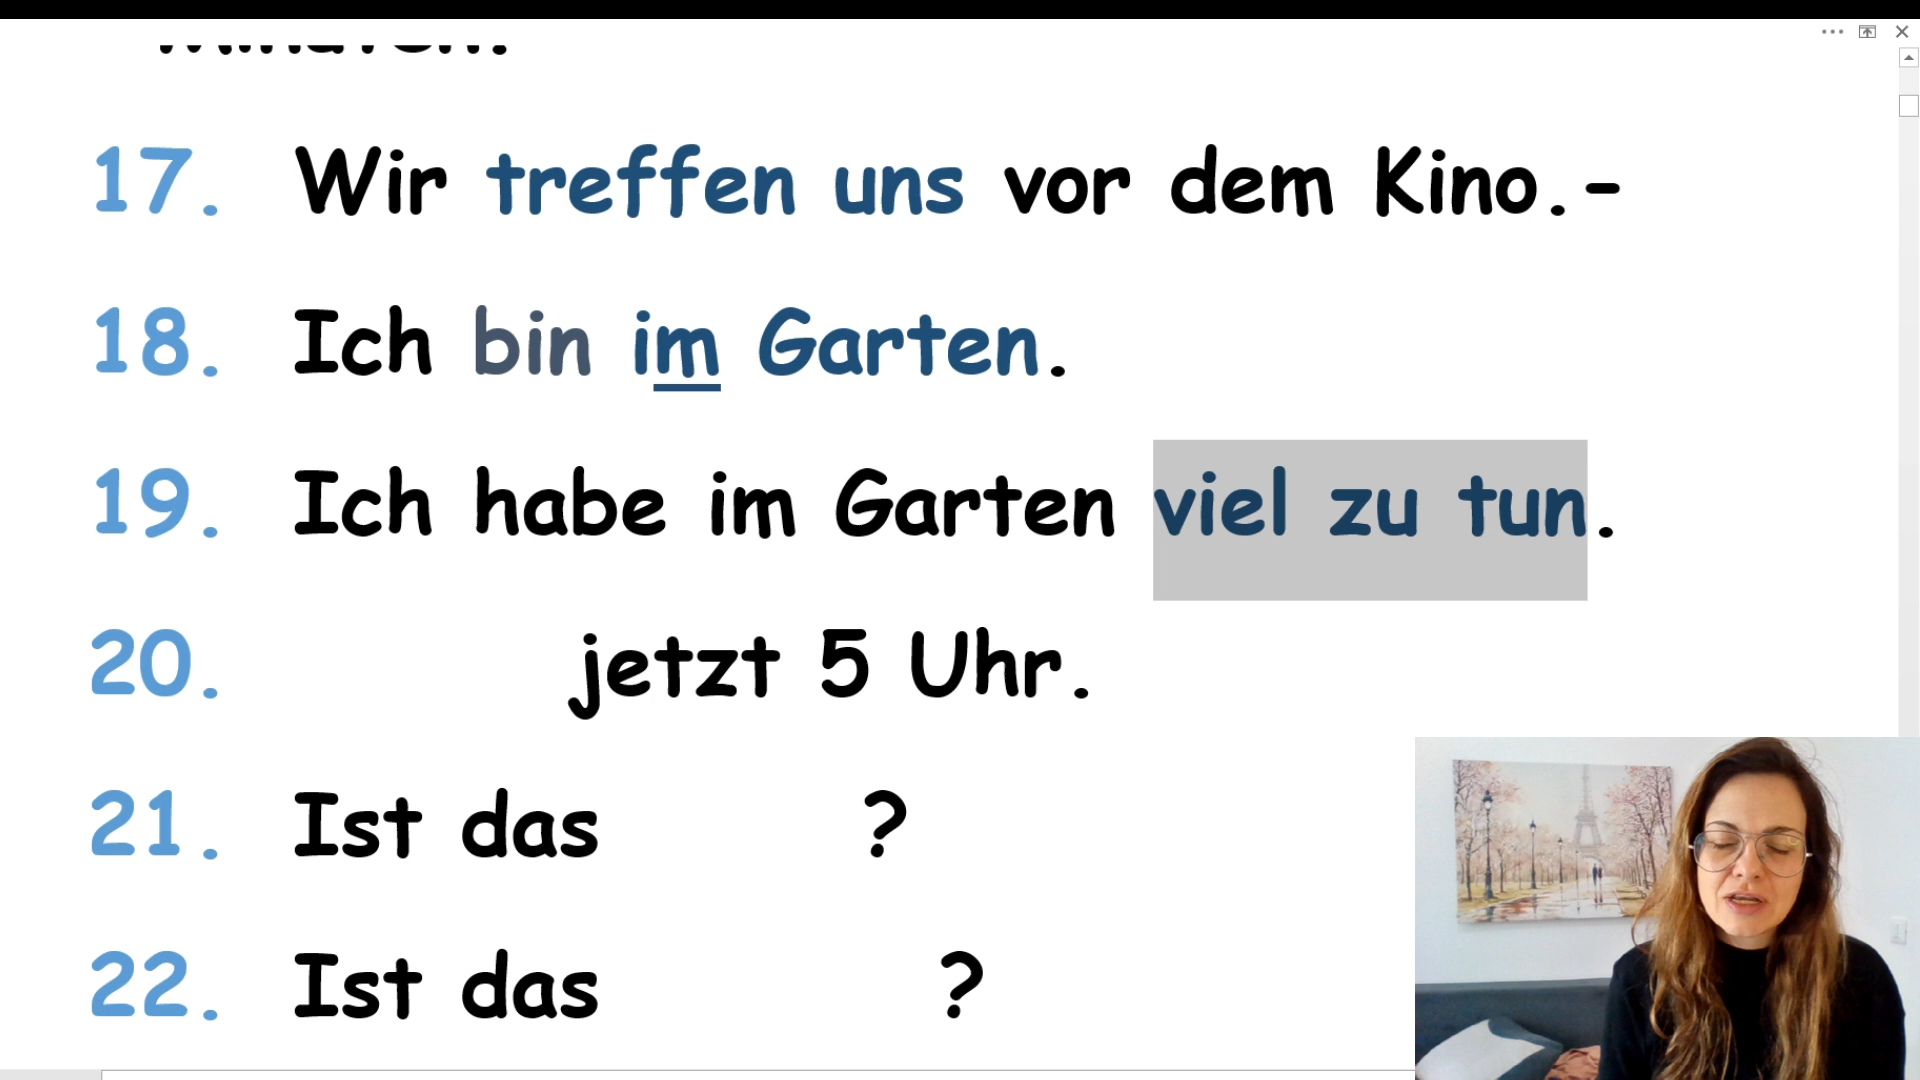 17. Wir treffen uns vor dem Kino.-
18. Ich bin im Garten.
19. Ich habe im Garten viel zu tun.
20. jetzt 5 Uhr.
21. Ist das ?
22. Ist das ?